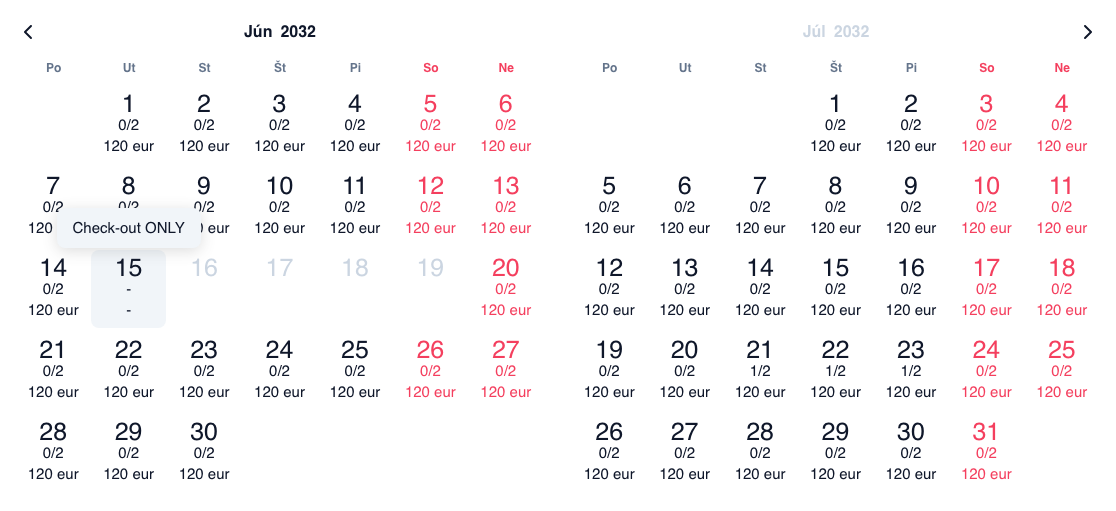 Jún 2032
Po Ut St Št Pi So Ne
1 2 3 4 5 6
0/2 0/2 0/2 0/2 0/2 0/2
120 eur 120 eur 120 eur 120 eur 120 eur 120 eur
7 8 9 10 11 12 13
0/2 0/2 0/2 0/2 0/2 0/2 0/2
120 eur 120 eur 120 eur 120 eur 120 eur
Check-out ONLY
14 15 16 17 18 19 20
0/2 - 0/2
120 eur - 120 eur
21 22 23 24 25 26 27
0/2 0/2 0/2 0/2 0/2 0/2 0/2
120 eur 120 eur 120 eur 120 eur 120 eur 120 eur 120 eur
28 29 30
0/2 0/2 0/2
120 eur 120 eur 120 eur
Júl 2032
Po Ut St Št Pi So Ne
1 2 3 4
0/2 0/2 0/2 0/2
120 eur 120 eur 120 eur 120 eur
5 6 7 8 9 10 11
0/2 0/2 0/2 0/2 0/2 0/2 0/2
120 eur 120 eur 120 eur 120 eur 120 eur 120 eur 120 eur
12 13 14 15 16 17 18
0/2 0/2 0/2 0/2 0/2 0/2 0/2
120 eur 120 eur 120 eur 120 eur 120 eur 120 eur 120 eur
19 20 21 22 23 24 25
0/2 0/2 1/2 1/2 1/2 0/2 0/2
120 eur 120 eur 120 eur 120 eur 120 eur 120 eur 120 eur
26 27 28 29 30 31
0/2 0/2 0/2 0/2 0/2 0/2
120 eur 120 eur 120 eur 120 eur 120 eur 120 eur